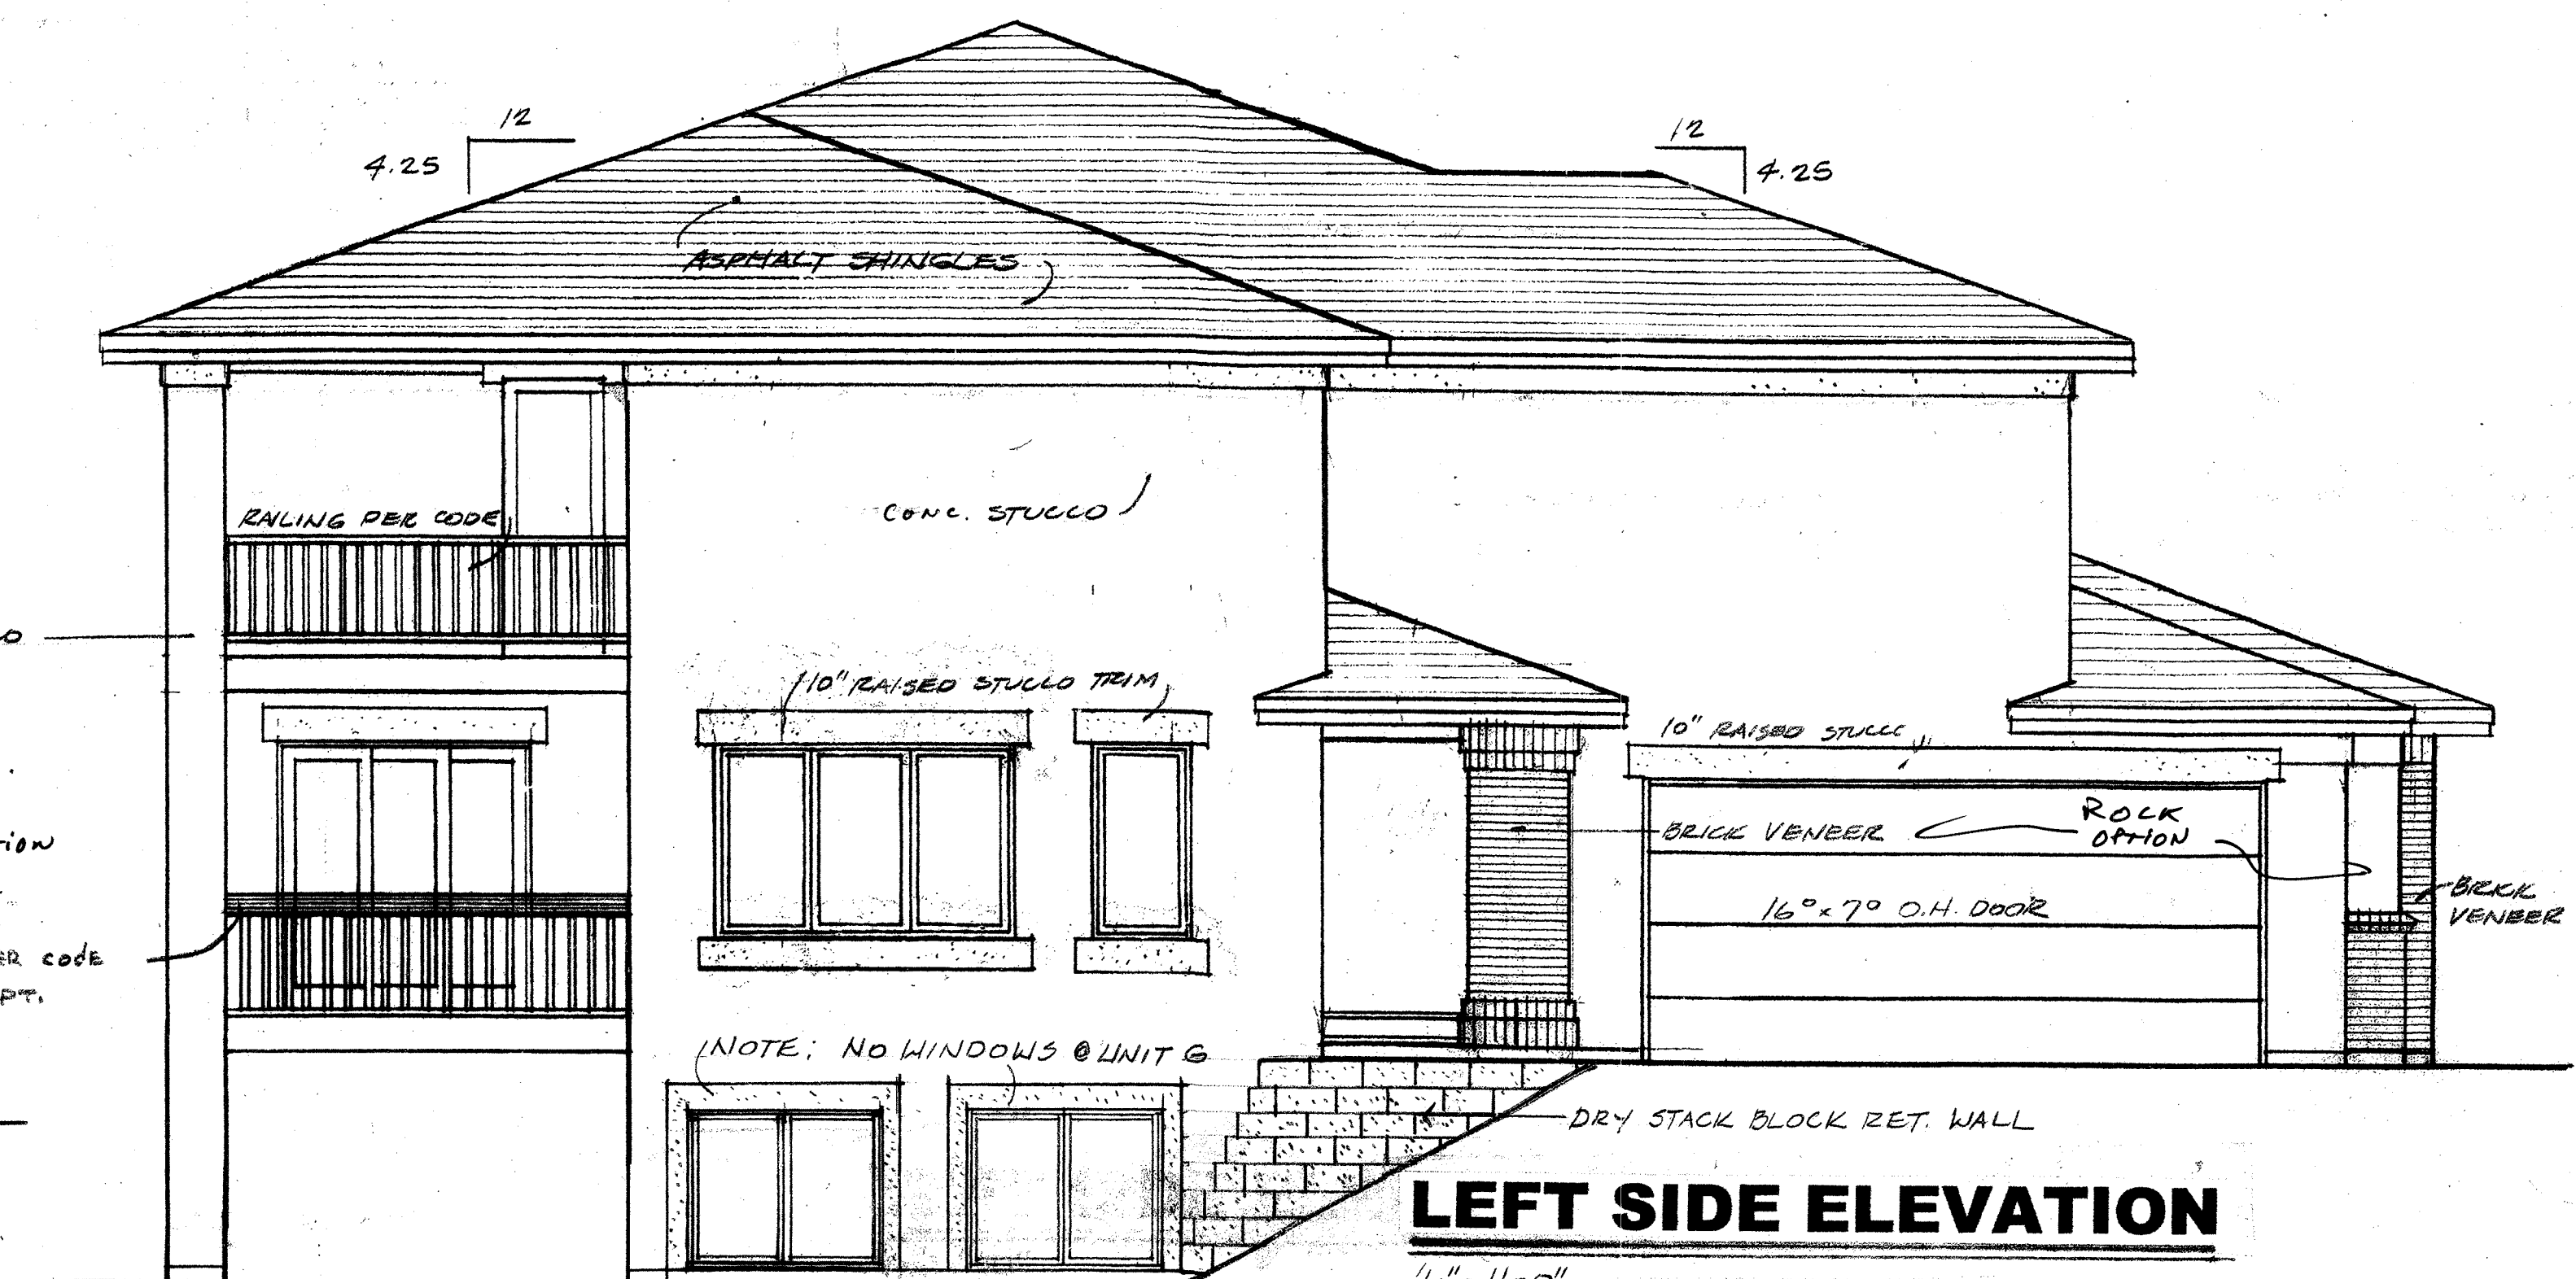 12
4.25
12
4.25
ASPHALT SHINGLES
RAILING PER CODE
CONC. STUCCO
10" RAISED STUCCO TRIM
10" RAISED STUCC
BRICK VENEER
ROCK
OPTION
16° x 7° O.H. DOOR
BRICK
VENEER
ER CODE
PT.
NOTE: NO WINDOWS @ UNIT G
DRY STACK BLOCK RET. WALL
LEFT SIDE ELEVATION